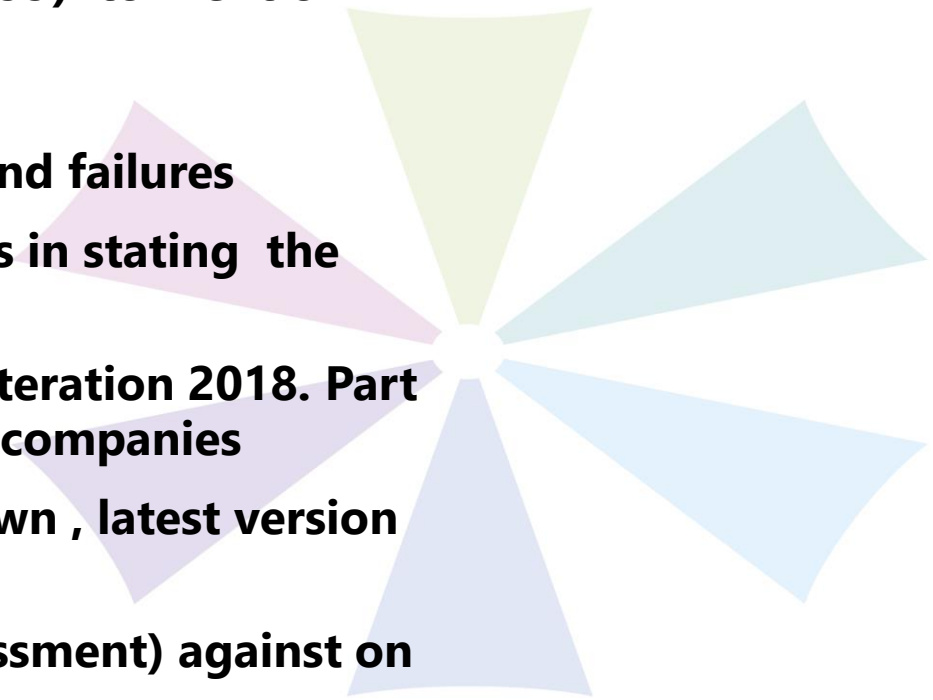 nd failures
s in stating  the
teration 2018. Part
companies
wn , latest version
ssment) against on